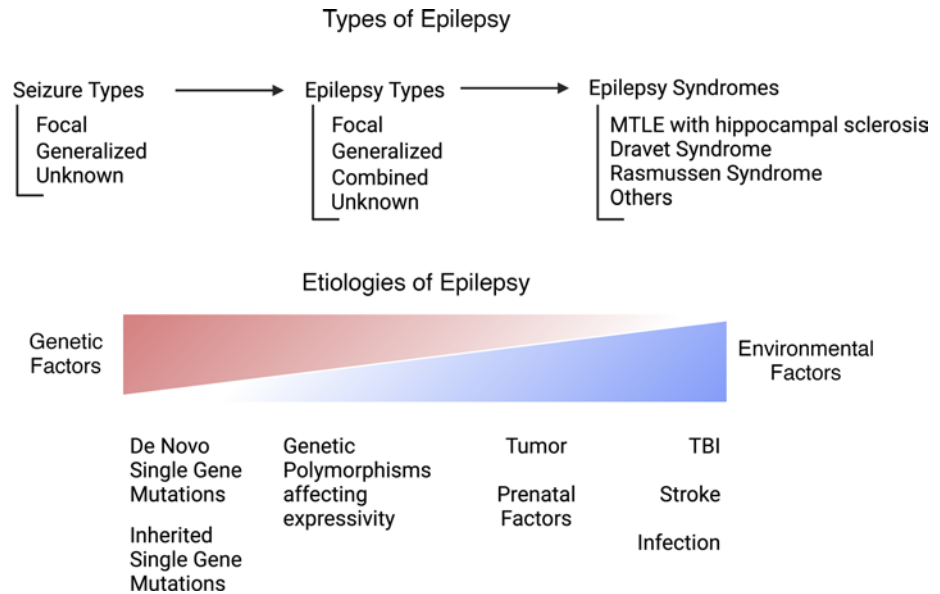 Types of Epilepsy
Seizure Types
Focal
Generalized
Unknown
Epilepsy Types
Focal
Generalized
Combined
Unknown
Epilepsy Syndromes
MTLE with hippocampal sclerosis
Dravet Syndrome
Rasmussen Syndrome
Others
Etiologies of Epilepsy
Genetic
Factors
Environmental
Factors
De Novo
Single Gene
Mutations
Inherited
Single Gene
Mutations
Genetic
Polymorphisms
affecting
expressivity
Tumor
Prenatal
Factors
TBI
Stroke
Infection